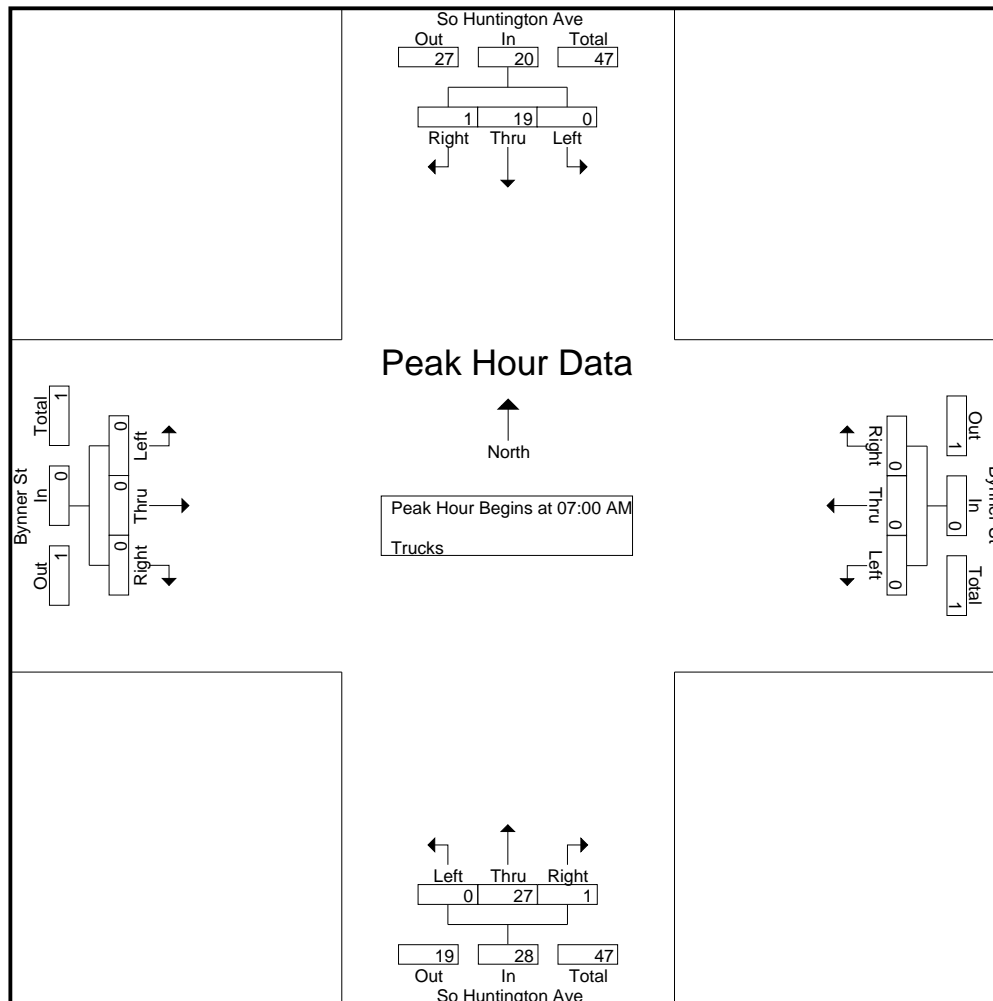 So Huntington Ave
Out In Total
27 20 47
1 19 0
Right Thru Left
Peak Hour Data
North
Peak Hour Begins at 07:00 AM
Trucks
Bynner St
Total In Out
1 0 1
0 0 0
Left Thru Right
Right Thru Left
0 0 0
1 0 1
Out In Total
Left Thru Right
0 27 1
19 28 47
Out In Total
So Huntington Ave